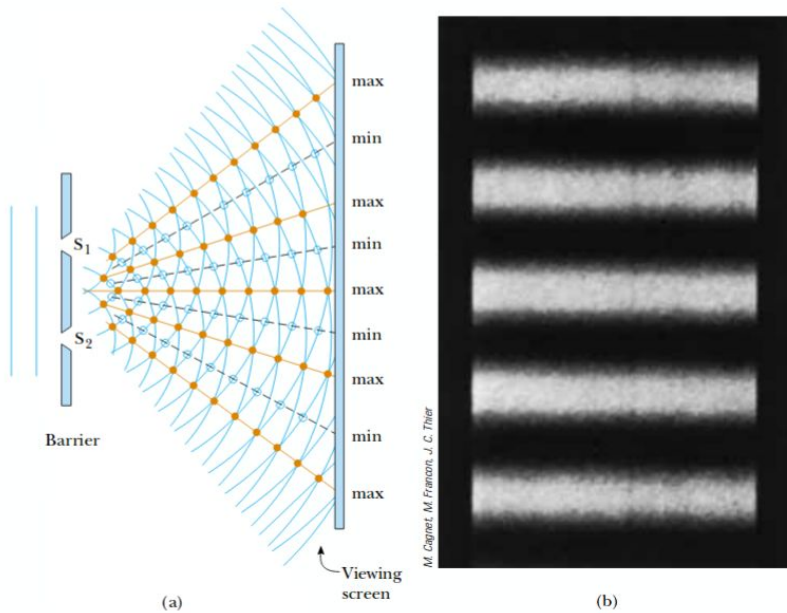 max
min
max
S1
min
max
min
S2
max
min
Barrier
max
Viewing
screen
(a)
M. Cagnet, M. Francon, J. C. Thier
(b)